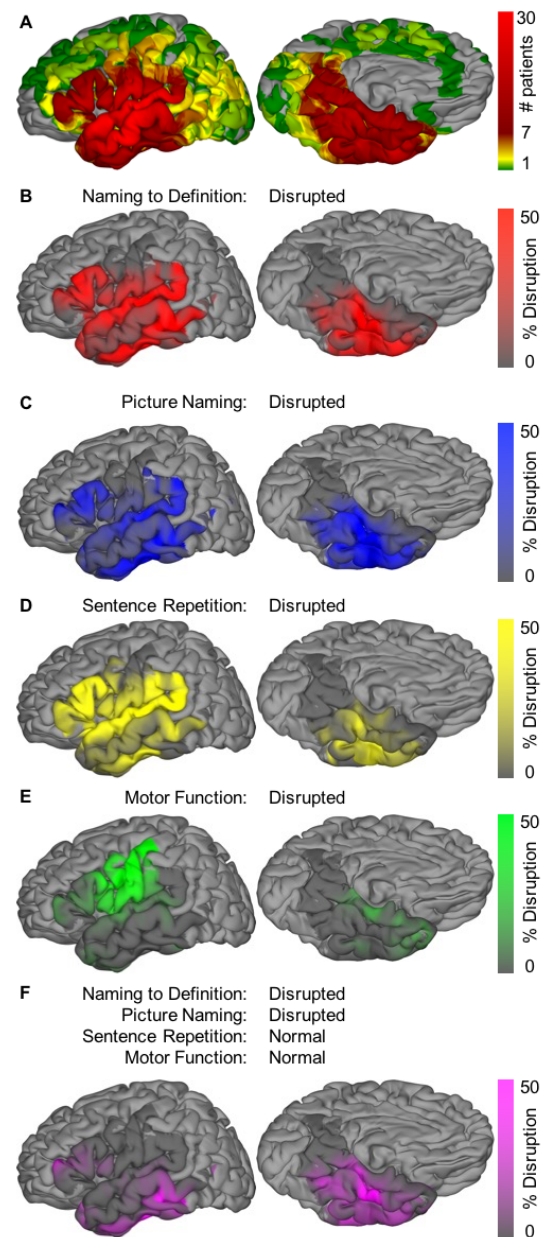 A
30
# patients
7
1
B Naming to Definition: Disrupted
50
% Disruption
0
C Picture Naming: Disrupted
50
% Disruption
0
D Sentence Repetition: Disrupted
50
% Disruption
0
E Motor Function: Disrupted
50
% Disruption
0
F Naming to Definition: Disrupted
Picture Naming: Disrupted
Sentence Repetition: Normal
Motor Function: Normal
50
% Disruption
0